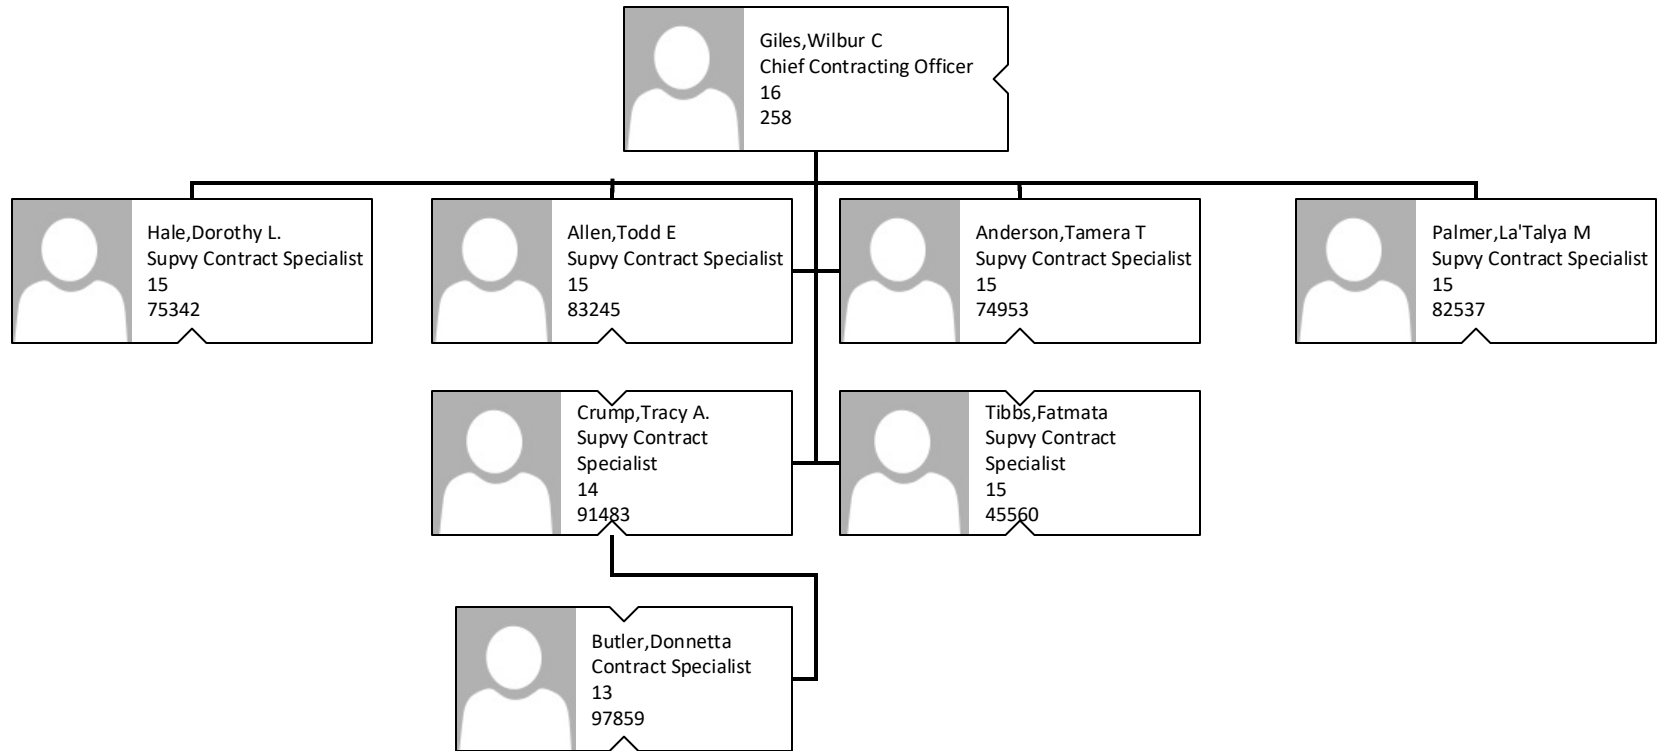 Giles,Wilbur C
Chief Contracting Officer
16
258
Hale,Dorothy L.
Supvy Contract Specialist
15
75342
Allen,Todd E
Supvy Contract Specialist
15
83245
Anderson,Tamera T
Supvy Contract Specialist
15
74953
Palmer,La'Talya M
Supvy Contract Specialist
15
82537
Crump,Tracy A.
Supvy Contract
Specialist
14
91483
Tibbs,Fatmata
Supvy Contract
Specialist
15
45560
Butler,Donnetta
Contract Specialist
13
97859